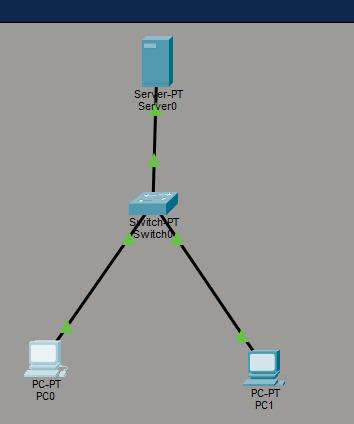 Server-PT
Server0
Switch-PT
Switch0
PC-PT
PC0
PC-PT
PC1